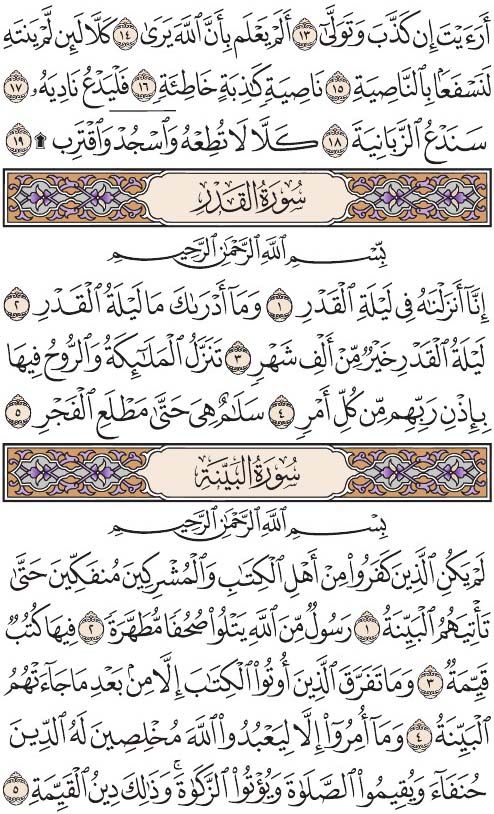 أَرَءَيْتَ إِن كَذَّبَ وَتَوَلَّىٰٓ ١٣ أَلَمْ يَعْلَم بِأَنَّ ٱللَّهَ يَرَىٰ ١٤ كَلَّا لَئِن لَّمْ يَنتَهِ
لَنَسْفَعًۢا بِٱلنَّاصِيَةِ ١٥ نَاصِيَةٍ كَٰذِبَةٍ خَاطِئَةٍ ١٦ فَلْيَدْعُ نَادِيَهُۥ ١٧
سَنَدْعُ ٱلزَّبَانِيَةَ ١٨ كَلَّا لَا تُطِعْهُ وَٱسْجُدْ وَٱقْتَرِب ۩ ١٩
سُورَةُ القَدْرِ
بِسْمِ ٱللَّهِ ٱلرَّحْمَٰنِ ٱلرَّحِيمِ
إِنَّآ أَنزَلْنَٰهُ فِى لَيْلَةِ ٱلْقَدْرِ ١ وَمَآ أَدْرَىٰكَ مَا لَيْلَةُ ٱلْقَدْرِ ٢
لَيْلَةُ ٱلْقَدْرِ خَيْرٌ مِّنْ أَلْفِ شَهْرٍ ٣ تَنَزَّلُ ٱلْمَلَٰٓئِكَةُ وَٱلرُّوحُ فِيهَا
بِإِذْنِ رَبِّهِم مِّن كُلِّ أَمْرٍ ٤ سَلَٰمٌ هِىَ حَتَّىٰ مَطْلَعِ ٱلْفَجْرِ ٥
سُورَةُ البَيِّنَةِ
بِسْمِ ٱللَّهِ ٱلرَّحْمَٰنِ ٱلرَّحِيمِ
لَمْ يَكُنِ ٱلَّذِينَ كَفَرُوا۟ مِنْ أَهْلِ ٱلْكِتَٰبِ وَٱلْمُشْرِكِينَ مُنفَكِّينَ حَتَّىٰ
تَأْتِيَهُمُ ٱلْبَيِّنَةُ ١ رَسُولٌ مِّنَ ٱللَّهِ يَتْلُوا۟ صُحُفًا مُّطَهَّرَةً ٢ فِيهَا كُتُبٌ
قَيِّمَةٌ ٣ وَمَا تَفَرَّقَ ٱلَّذِينَ أُوتُوا۟ ٱلْكِتَٰبَ إِلَّا مِنۢ بَعْدِ مَا جَآءَتْهُمُ
ٱلْبَيِّنَةُ ٤ وَمَآ أُمِرُوٓا۟ إِلَّا لِيَعْبُدُوا۟ ٱللَّهَ مُخْلِصِينَ لَهُ ٱلدِّينَ
حُنَفَآءَ وَيُقِيمُوا۟ ٱلصَّلَوٰةَ وَيُؤْتُوا۟ ٱلزَّكَوٰةَ ۚ وَذَٰلِكَ دِينُ ٱلْقَيِّمَةِ ٥